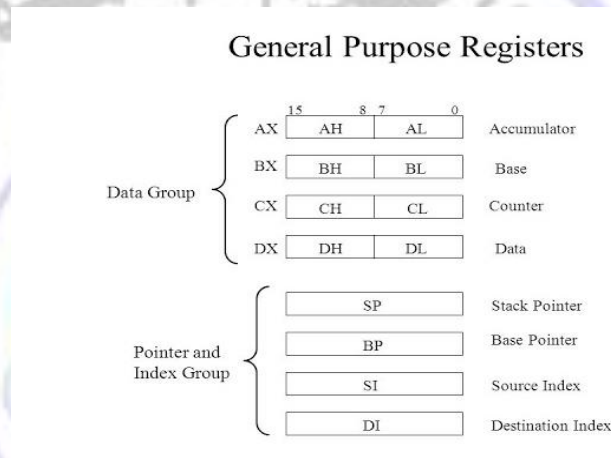 General Purpose Registers
15 8 7 0
AX AH AL Accumulator
BX BH BL Base
Data Group
CX CH CL Counter
DX DH DL Data
SP Stack Pointer
BP Base Pointer
Pointer and
Index Group
SI Source Index
DI Destination Index